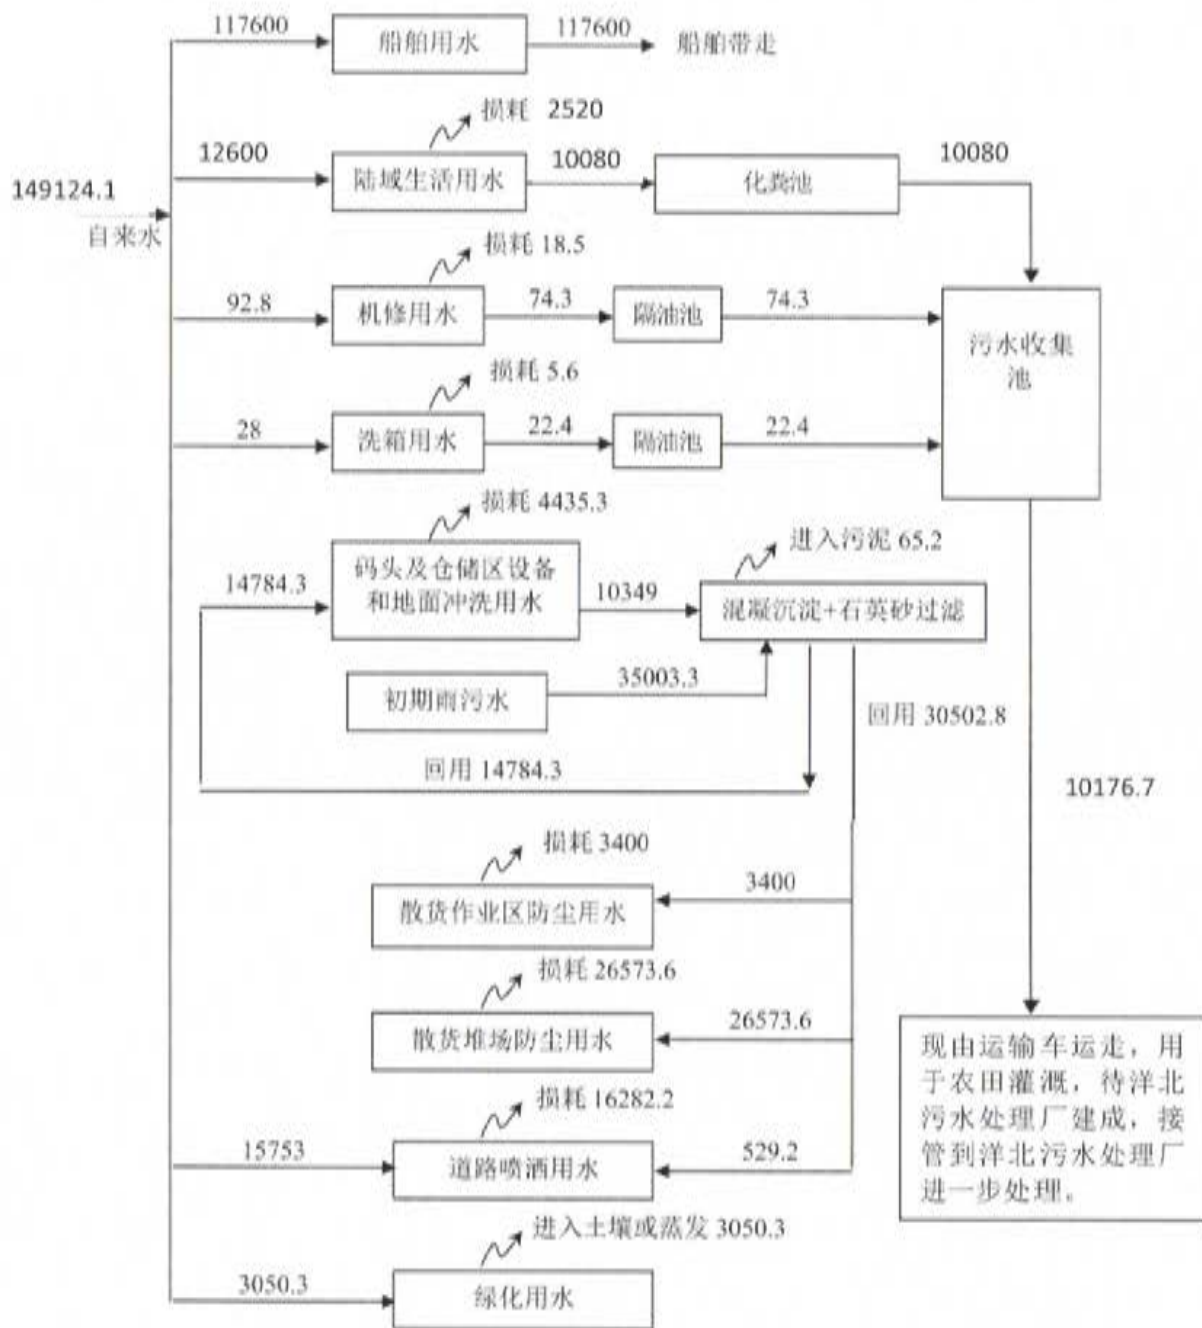 117600
船舶用水
117600
船舶带走
损耗 2520
12600
陆域生活用水
10080
化粪池
10080
149124.1
自来水
损耗 18.5
92.8
机修用水
74.3
隔油池
74.3
污水收集
池
损耗 5.6
28
洗箱用水
22.4
隔油池
22.4
损耗 4435.3
进入污泥 65.2
14784.3
码头及仓储区设备
和地面冲洗用水
10349
混凝沉淀+石英砂过滤
初期雨污水
35003.3
回用 30502.8
回用 14784.3
10176.7
损耗 3400
散货作业区防尘用水
3400
损耗 26573.6
散货堆场防尘用水
26573.6
损耗 16282.2
15753
道路喷洒用水
529.2
现由运输车运走，用
于农田灌溉，待洋北
污水处理厂建成，接
管到洋北污水处理厂
进一步处理。
进入土壤或蒸发 3050.3
3050.3
绿化用水